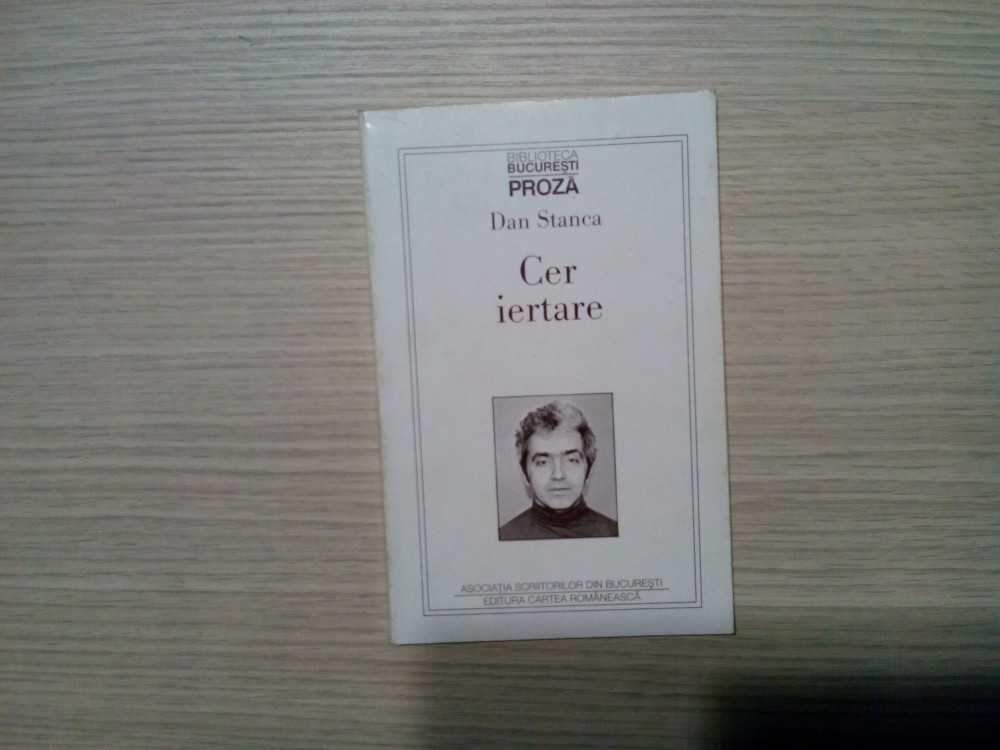 BIBLIOTECA
BUCUREȘTI
PROZĂ
Dan Stanca
Cer
iertare
ASOCIAȚIA SCRIITORILOR DIN BUCUREȘTI
EDITURA CARTEA ROMÂNEASCĂ